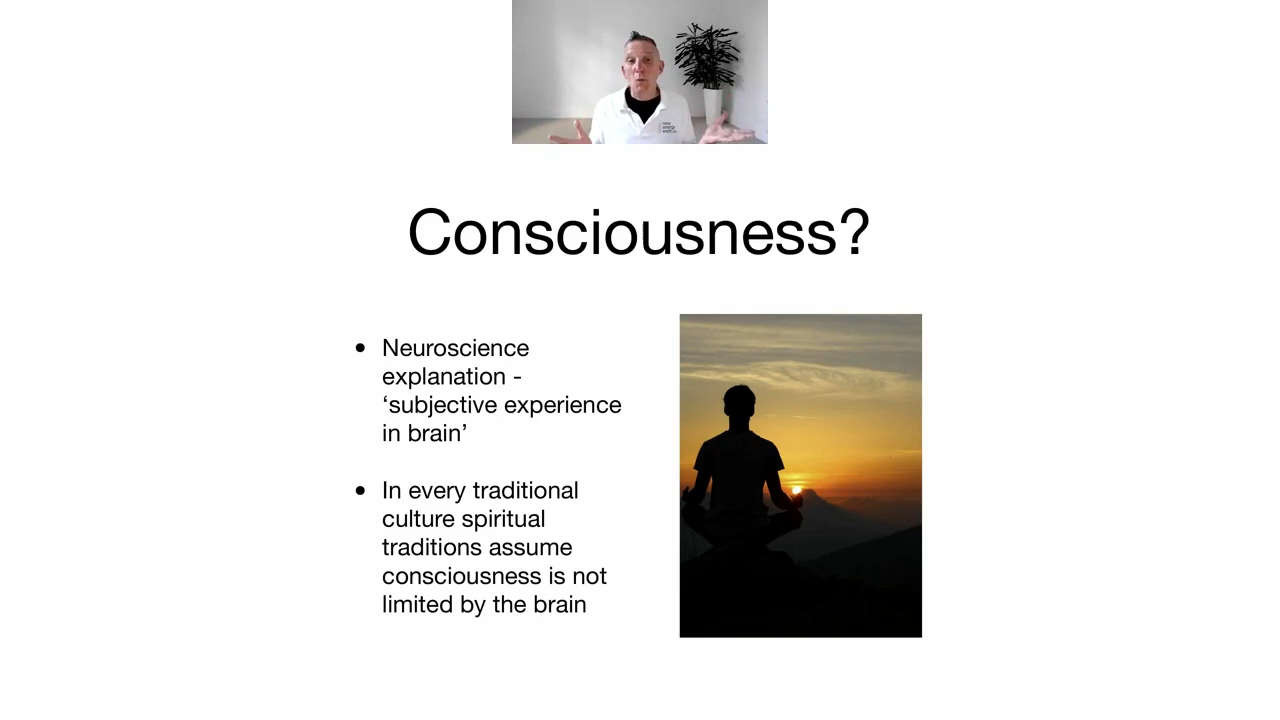 Consciousness?
• Neuroscience
explanation -
‘subjective experience
in brain’
• In every traditional
culture spiritual
traditions assume
consciousness is not
limited by the brain